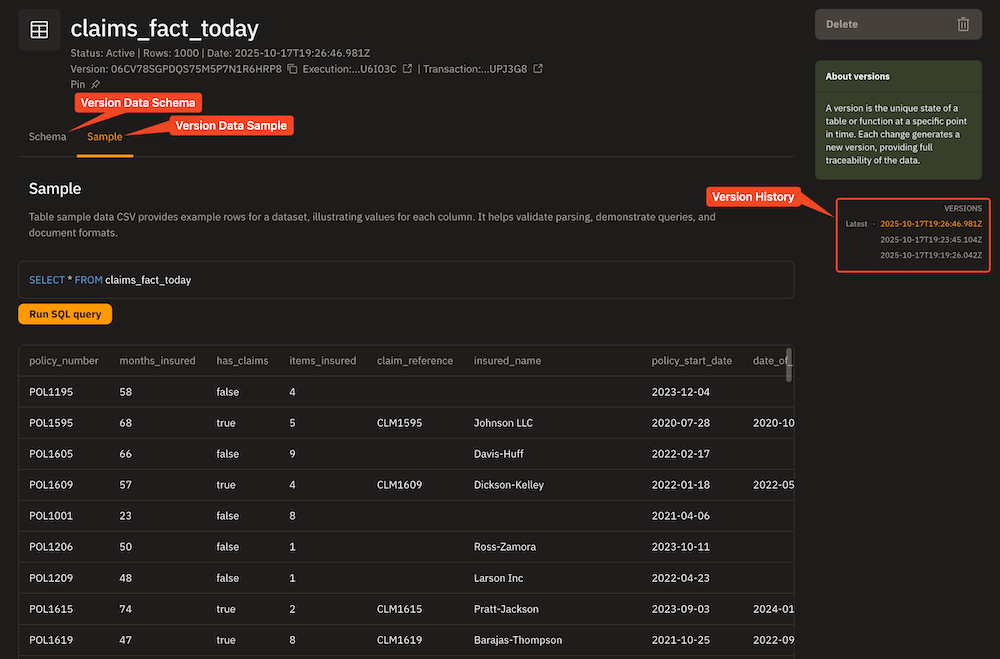 claims_fact_today
Status: Active | Rows: 1000 | Date: 2025-10-17T19:26:46.981Z
Version: 06CV78SGPDQS75M5P7N1R6HRP8 Execution:...U6I03C | Transaction:...UPJ3G8
Pin
Version Data Schema
Version Data Sample
Schema Sample
Sample
Table sample data CSV provides example rows for a dataset, illustrating values for each column. It helps validate parsing, demonstrate queries, and
document formats.
SELECT * FROM claims_fact_today
Run SQL query
policy_number months_insured has_claims items_insured claim_reference insured_name policy_start_date date_of_
POL1195 58 false 4 2023-12-04
POL1595 68 true 5 CLM1595 Johnson LLC 2020-07-28 2020-10
POL1605 66 false 9 Davis-Huff 2022-02-17
POL1609 57 true 4 CLM1609 Dickson-Kelley 2022-01-18 2022-05
POL1001 23 false 8 2021-04-06
POL1206 50 false 1 Ross-Zamora 2023-10-11
POL1209 48 false 1 Larson Inc 2022-04-23
POL1615 74 true 2 CLM1615 Pratt-Jackson 2023-09-03 2024-01
POL1619 47 true 8 CLM1619 Barajas-Thompson 2021-10-25 2022-09
Delete
About versions
A version is the unique state of a
table or function at a specific point
in time. Each change generates a
new version, providing full
traceability of the data.
Version History
VERSIONS
Latest · 2025-10-17T19:26:46.981Z
2025-10-17T19:23:45.104Z
2025-10-17T19:19:26.042Z